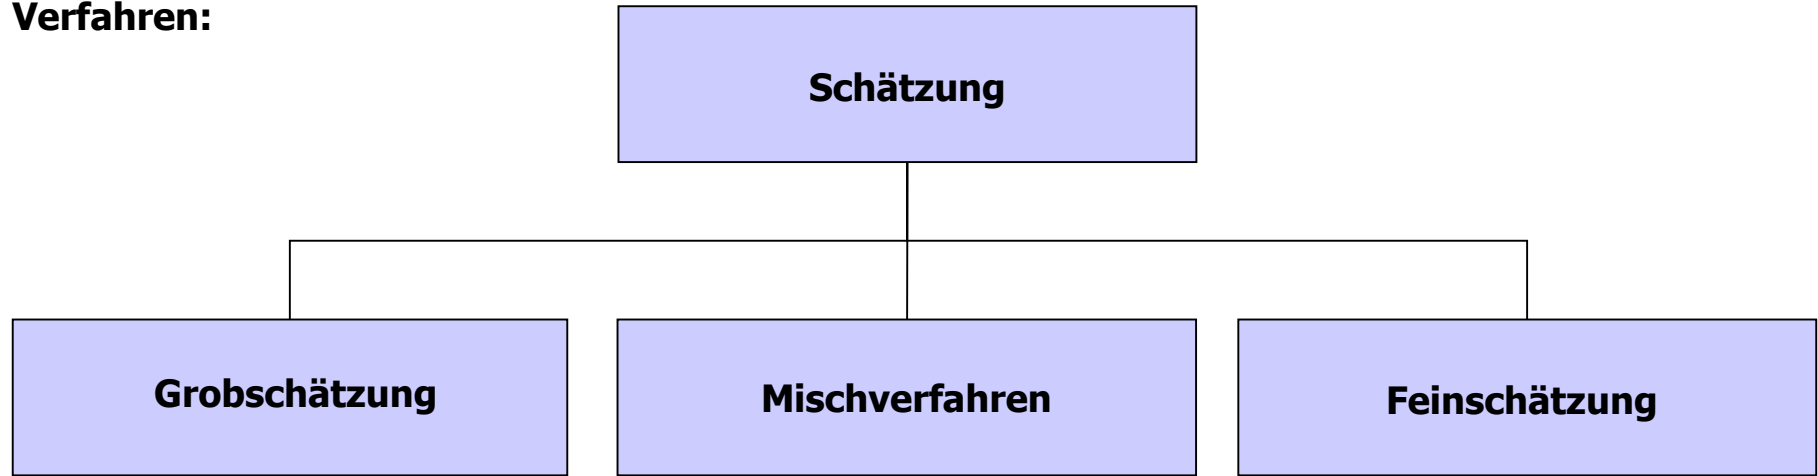 Verfahren:
Schätzung
Grobschätzung
Mischverfahren
Feinschätzung